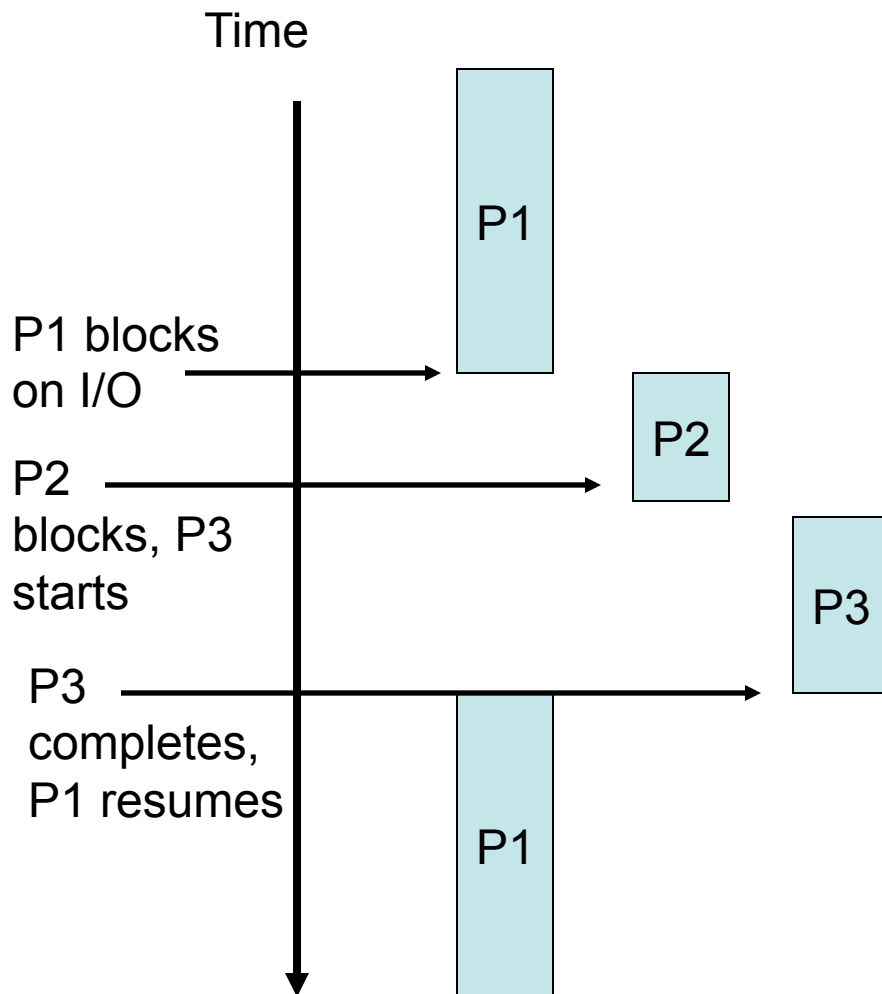 Time
P1
P1 blocks
on I/O
P2
P2
blocks, P3
starts
P3
P3
completes,
P1 resumes
P1